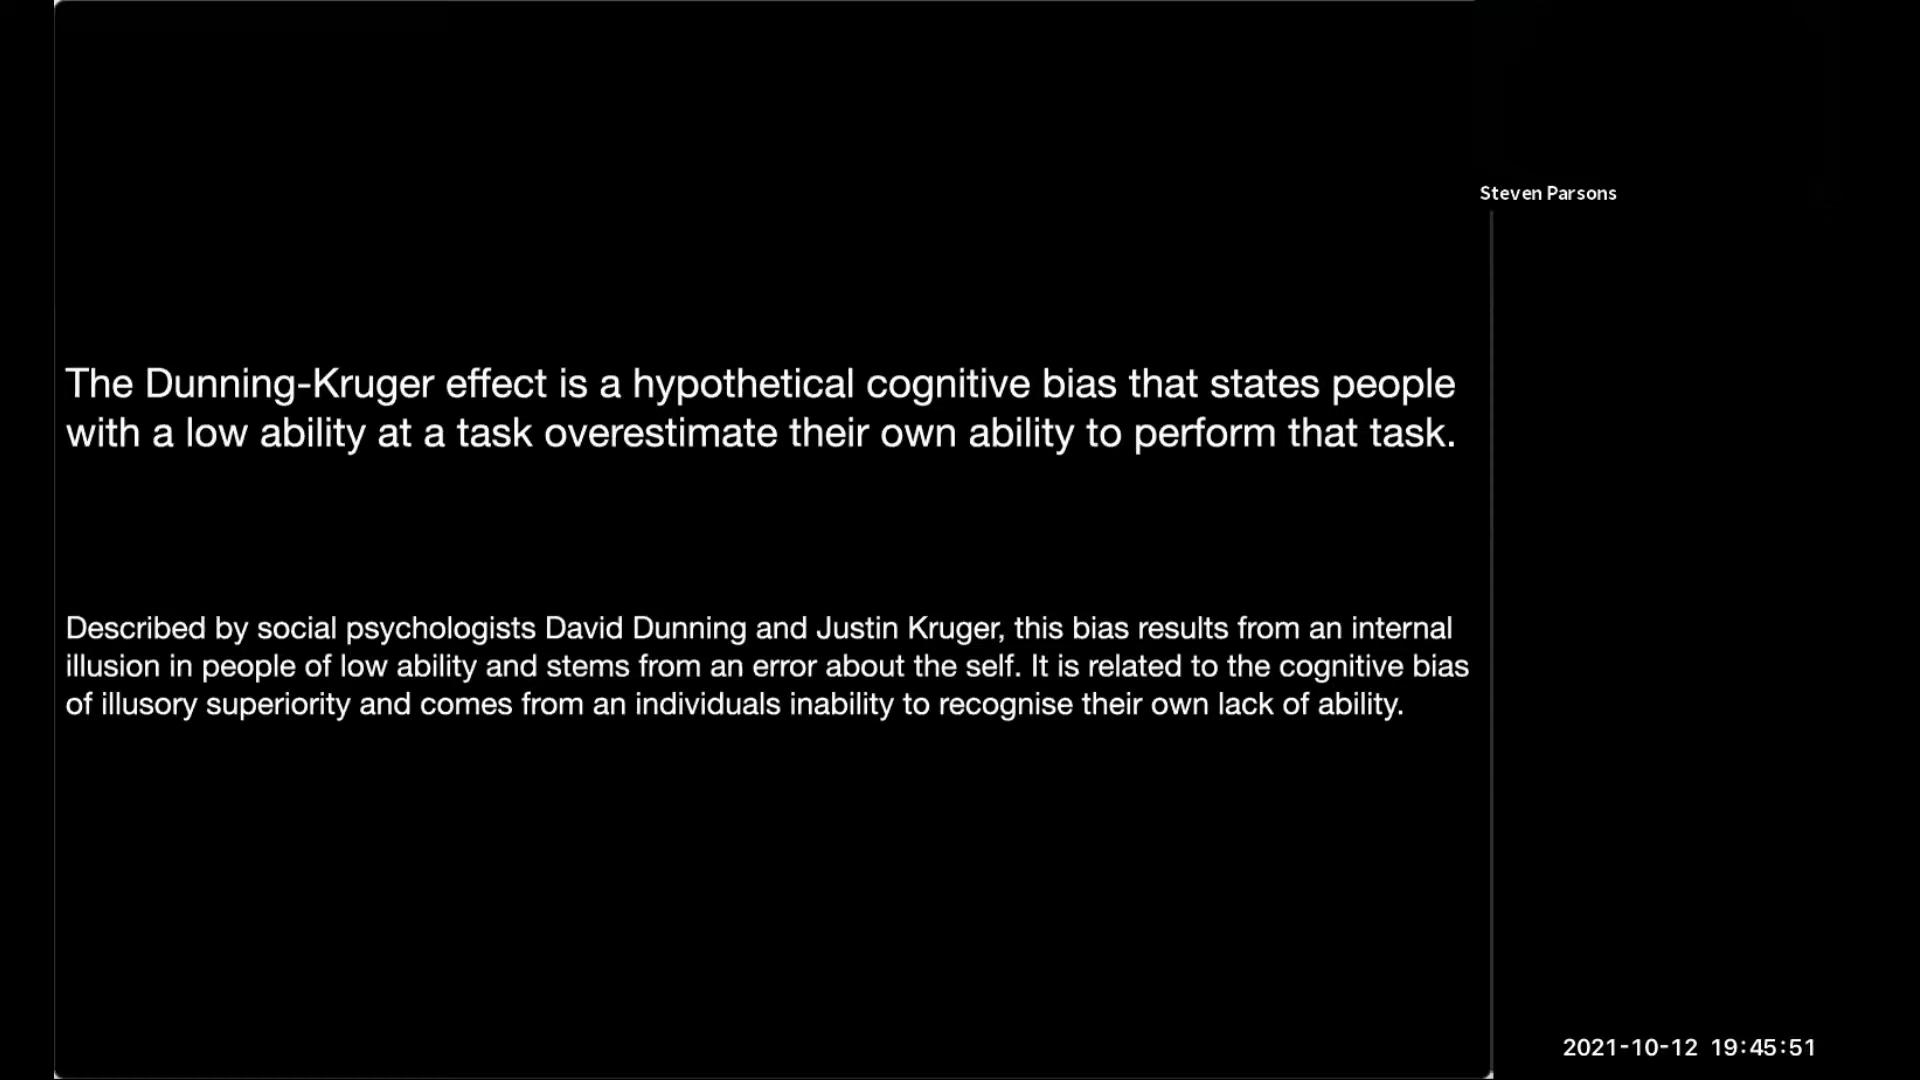 Steven Parsons
The Dunning-Kruger effect is a hypothetical cognitive bias that states people
with a low ability at a task overestimate their own ability to perform that task.
Described by social psychologists David Dunning and Justin Kruger, this bias results from an internal
illusion in people of low ability and stems from an error about the self. It is related to the cognitive bias
of illusory superiority and comes from an individuals inability to recognise their own lack of ability.
2021-10-12 19:45:51